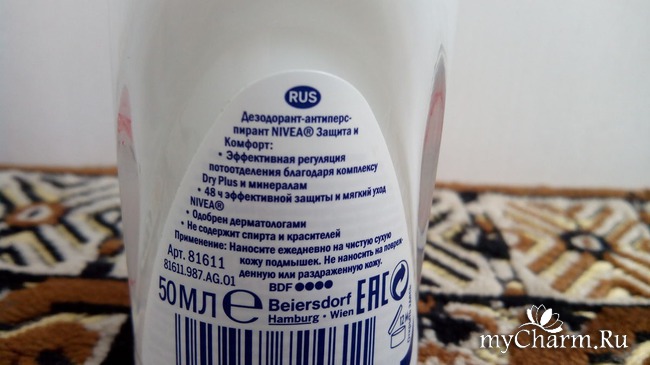 RUS
Дезодорант-антиперс-
пирант NIVEA® Защита и
Комфорт:
• Эффективная регуляция
потоотделения благодаря комплексу
Dry Plus и минералам
• 48 ч эффективной защиты и мягкий уход
NIVEA®
• Одобрен дерматологами
• Не содержит спирта и красителей
Применение: Наносите ежедневно на чистую сухую
кожу подмышек. Не наносить на повреж-
денную или раздраженную кожу.
Арт. 81611
81611.987.AG.01
BDF ●●●●
50 МЛ e Beiersdorf EAC
Hamburg • Wien
12 M
myCharm.Ru